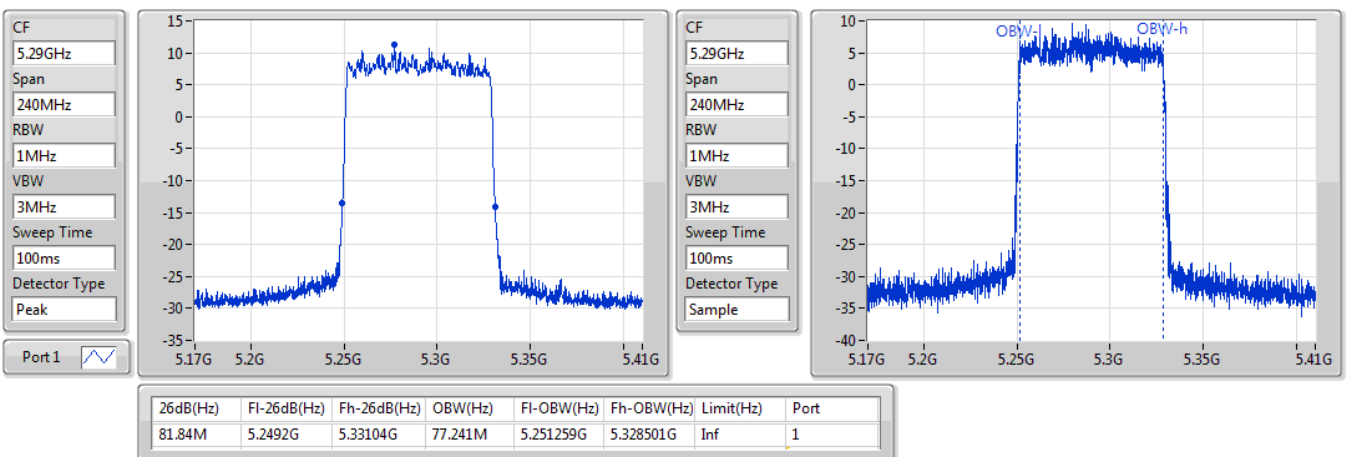 CF
5.29GHz
Span
240MHz
RBW
1MHz
VBW
3MHz
Sweep Time
100ms
Detector Type
Peak
Port 1
15
10
5
0
-5
-10
-15
-20
-25
-30
-35
5.17G 5.2G 5.25G 5.3G 5.35G 5.41G
CF
5.29GHz
Span
240MHz
RBW
1MHz
VBW
3MHz
Sweep Time
100ms
Detector Type
Sample
OBW- OBW-h
10
5
0
-5
-10
-15
-20
-25
-30
-35
-40
5.17G 5.2G 5.25G 5.3G 5.35G 5.41G
26dB(Hz) Fl-26dB(Hz) Fh-26dB(Hz) OBW(Hz) Fl-OBW(Hz) Fh-OBW(Hz) Limit(Hz) Port
81.84M 5.2492G 5.33104G 77.241M 5.251259G 5.328501G Inf 1